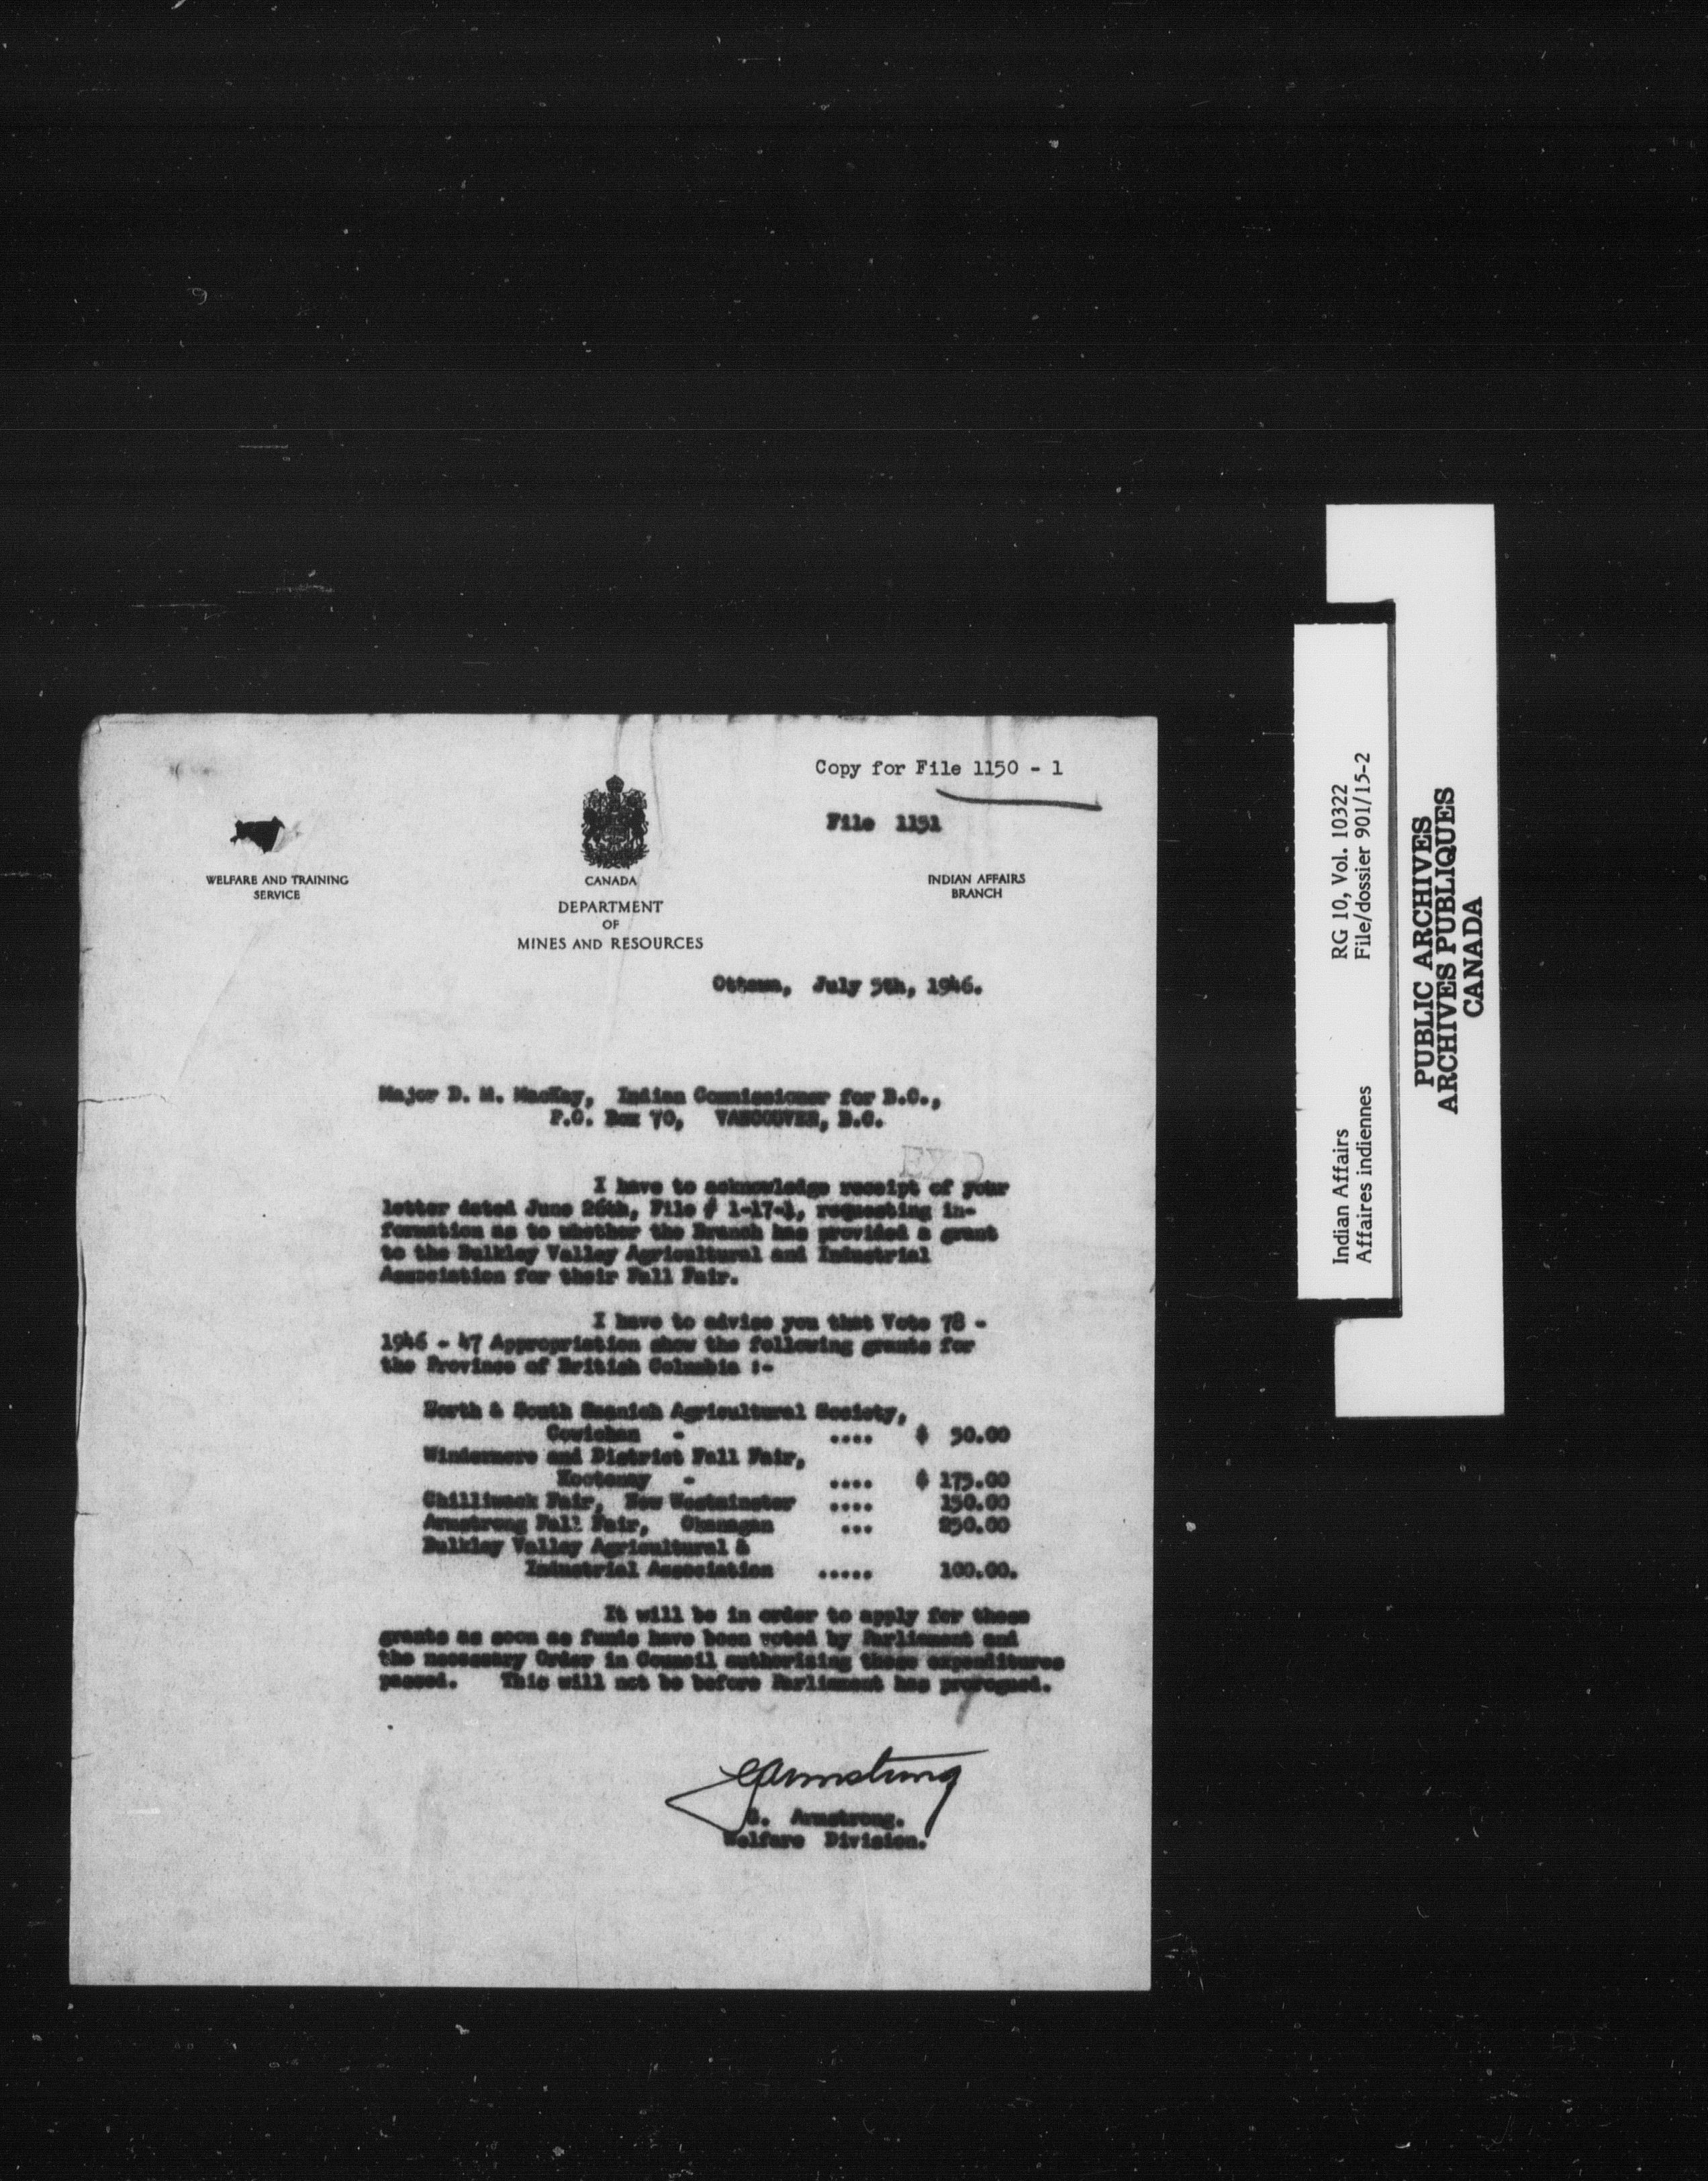 Copy for File 1150 - 1
File 1151
WELFARE AND TRAINING
SERVICE
CANADA
DEPARTMENT
OF
MINES AND RESOURCES
INDIAN AFFAIRS
BRANCH
Ottawa, July 5th, 1946.
Major D. M. MacKay, Indian Commissioner for B.C.,
P.O. Box 70, VANCOUVER, B.C.
I have to acknowledge receipt of your
letter dated June 26th, File # 1-17-1, requesting in-
formation as to whether the Branch has provided a grant
to the Bulkley Valley Agricultural and Industrial
Association for their Fall Fair.
I have to advise you that Vote 78 -
1946 - 47 Appropriation show the following grants for
the Province of British Columbia :-
North & South Saanich Agricultural Society,
Cowichan - .... $ 50.00
Windermere and District Fall Fair,
Kootenay - .... $ 175.00
Chilliwack Fair, New Westminster .... 150.00
Armstrong Fall Fair, Okanagan ... 250.00
Bulkley Valley Agricultural &
Industrial Association ..... 100.00.
It will be in order to apply for these
grants as soon as funds have been voted by Parliament and
the necessary Order in Council authorizing these expenditures
passed. This will not be before Parliament has prorogued.
Armstrong
Armstrong.
Welfare Division.
Indian Affairs RG 10, Vol. 10322
Affaires indiennes File/dossier 901/15-2
PUBLIC ARCHIVES
ARCHIVES PUBLIQUES
CANADA